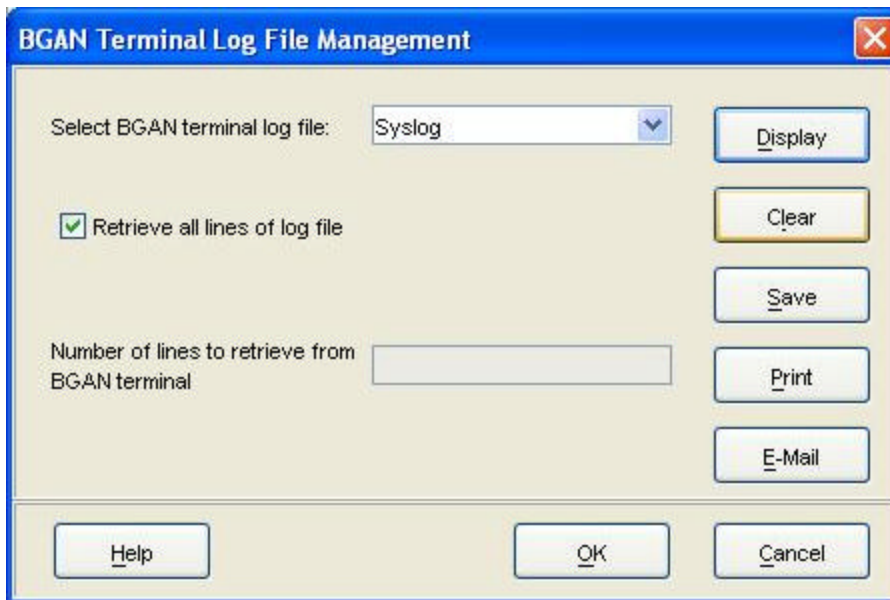 BGAN Terminal Log File Management
Select BGAN terminal log file:
Syslog
Display
Retrieve all lines of log file
Clear
Save
Number of lines to retrieve from
BGAN terminal
Print
E-Mail
Help
OK
Cancel